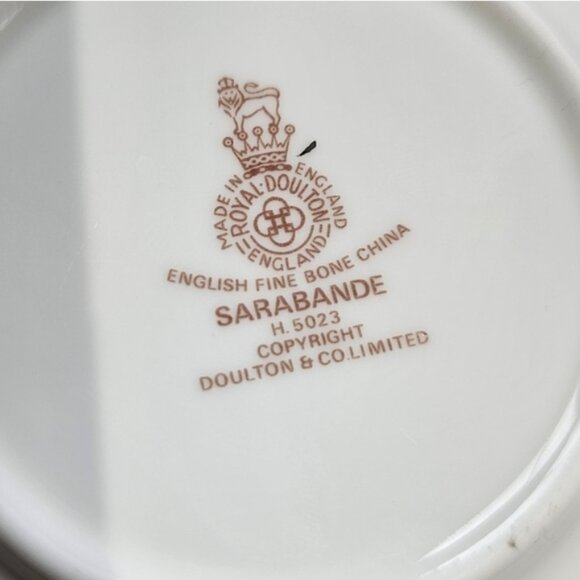 MADE IN ENGLAND
ROYAL·DOULTON
ENGLAND
ENGLISH FINE BONE CHINA
SARABANDE
H.5023
COPYRIGHT
DOULTON & CO.LIMITED